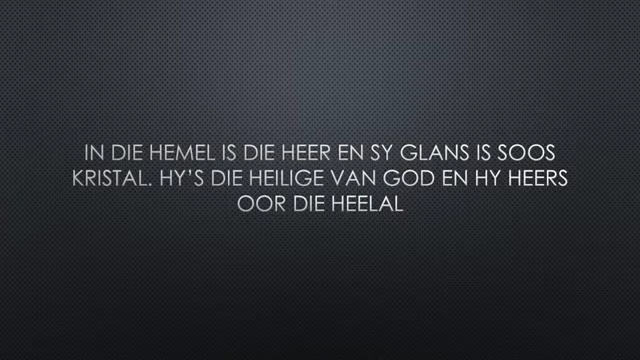 IN DIE HEMEL IS DIE HEER EN SY GLANS IS SOOS
KRISTAL. HY’S DIE HEILIGE VAN GOD EN HY HEERS
OOR DIE HEELAL